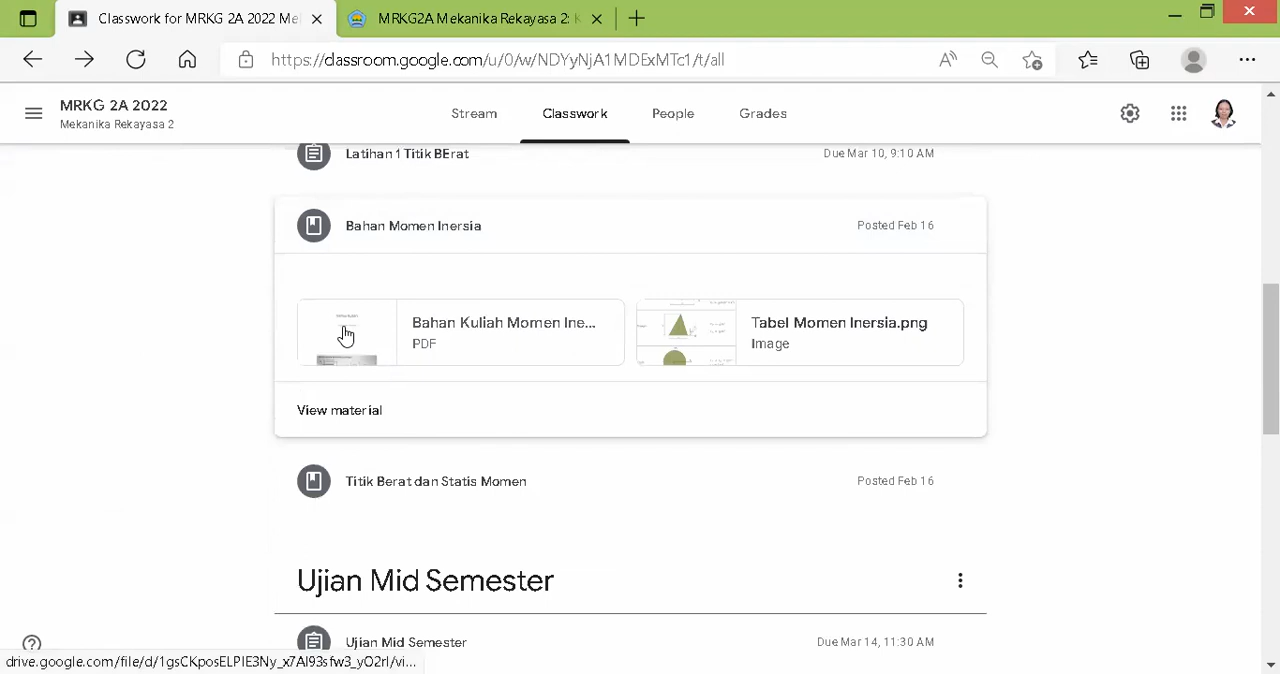 Classwork for MRKG 2A 2022 Me
MRKG2A Mekanika Rekayasa 2: K
https://classroom.google.com/u/0/w/NDYyNjA1MDExMTc1/t/all
MRKG 2A 2022
Mekanika Rekayasa 2
Stream
Classwork
People
Grades
Latihan 1 Titik BErat
Due Mar 10, 9:10 AM
Bahan Momen Inersia
Posted Feb 16
Bahan Kuliah Momen Ine...
PDF
Tabel Momen Inersia.png
Image
View material
Titik Berat dan Statis Momen
Posted Feb 16
Ujian Mid Semester
Ujian Mid Semester
Due Mar 14, 11:30 AM
drive.google.com/file/d/1gsCKposELPIE3Ny_x7Al93sfw3_yO2rl/vi...